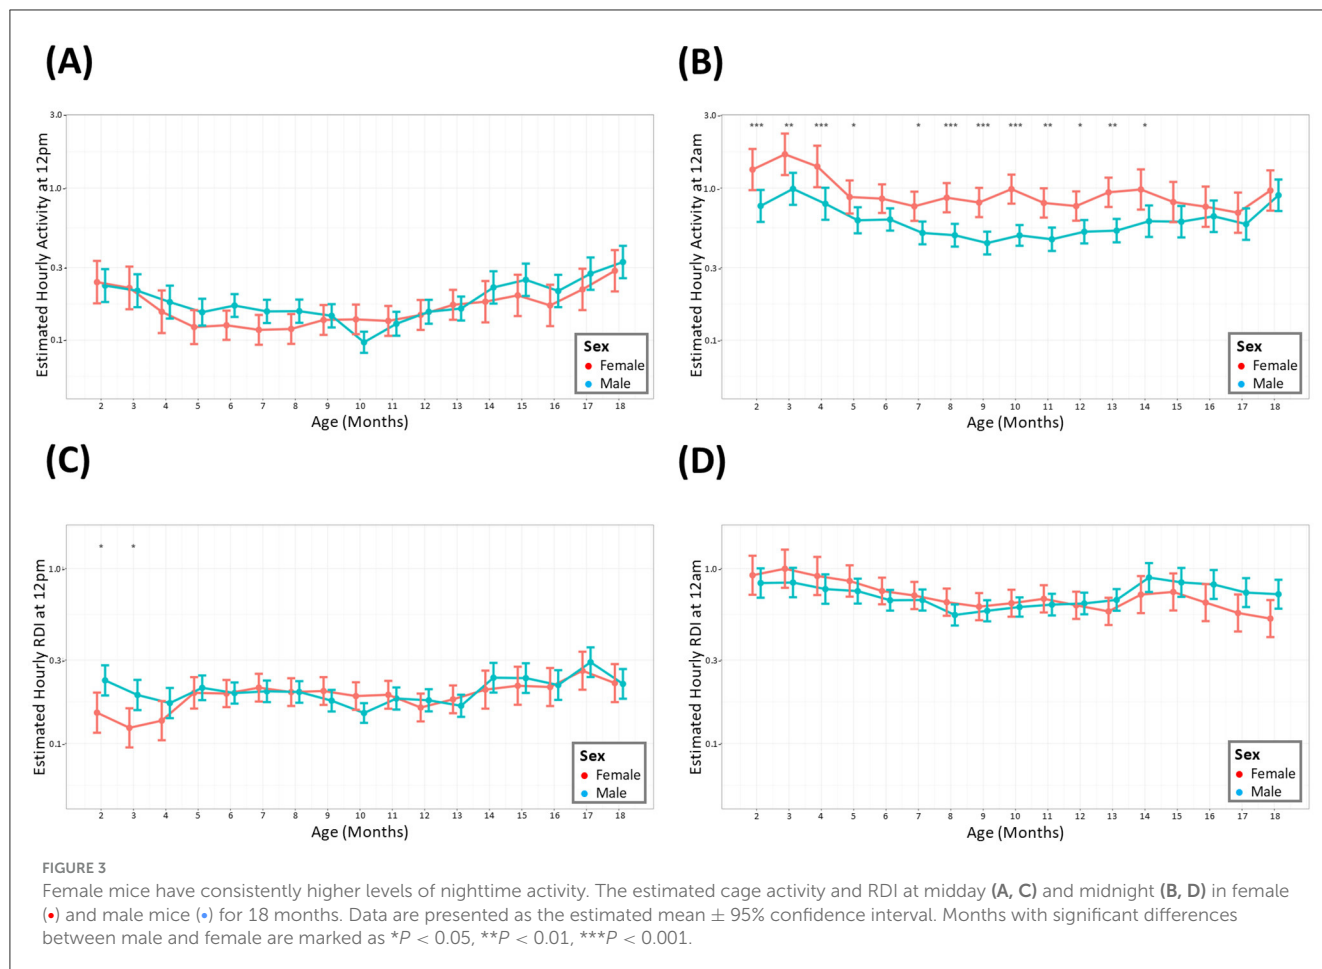 (A)
(B)
Estimated Hourly Activity at 12pm
3.0
1.0
0.3
0.1
Sex
Female
Male
2 3 4 5 6 7 8 9 10 11 12 13 14 15 16 17 18
Age (Months)
Estimated Hourly Activity at 12am
3.0
*** ** *** * * *** *** *** ** * ** *
1.0
0.3
0.1
Sex
Female
Male
2 3 4 5 6 7 8 9 10 11 12 13 14 15 16 17 18
Age (Months)
(C)
(D)
Estimated Hourly RDI at 12pm
* *
1.0
0.3
0.1
Sex
Female
Male
2 3 4 5 6 7 8 9 10 11 12 13 14 15 16 17 18
Age (Months)
Estimated Hourly RDI at 12am
1.0
0.3
0.1
Sex
Female
Male
2 3 4 5 6 7 8 9 10 11 12 13 14 15 16 17 18
Age (Months)
FIGURE 3
Female mice have consistently higher levels of nighttime activity. The estimated cage activity and RDI at midday (A, C) and midnight (B, D) in female
(•) and male mice (•) for 18 months. Data are presented as the estimated mean ± 95% confidence interval. Months with significant differences
between male and female are marked as *P < 0.05, **P < 0.01, ***P < 0.001.